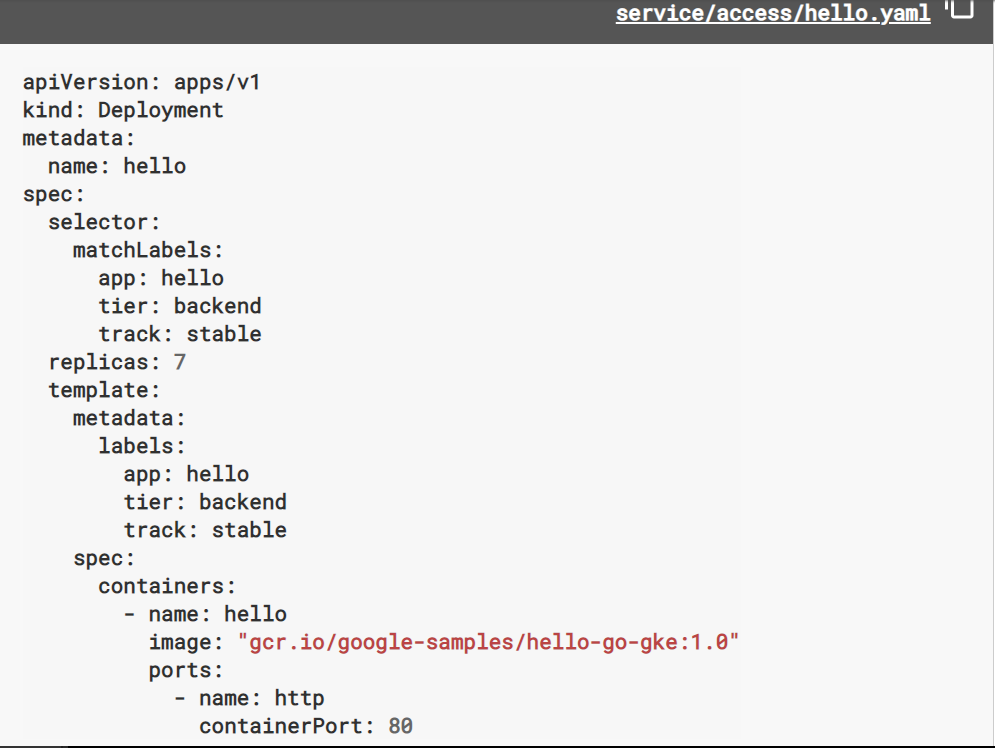 service/access/hello.yaml
apiVersion: apps/v1
kind: Deployment
metadata:
  name: hello
spec:
  selector:
    matchLabels:
      app: hello
      tier: backend
      track: stable
  replicas: 7
  template:
    metadata:
      labels:
        app: hello
        tier: backend
        track: stable
    spec:
      containers:
        - name: hello
          image: "gcr.io/google-samples/hello-go-gke:1.0"
          ports:
            - name: http
              containerPort: 80